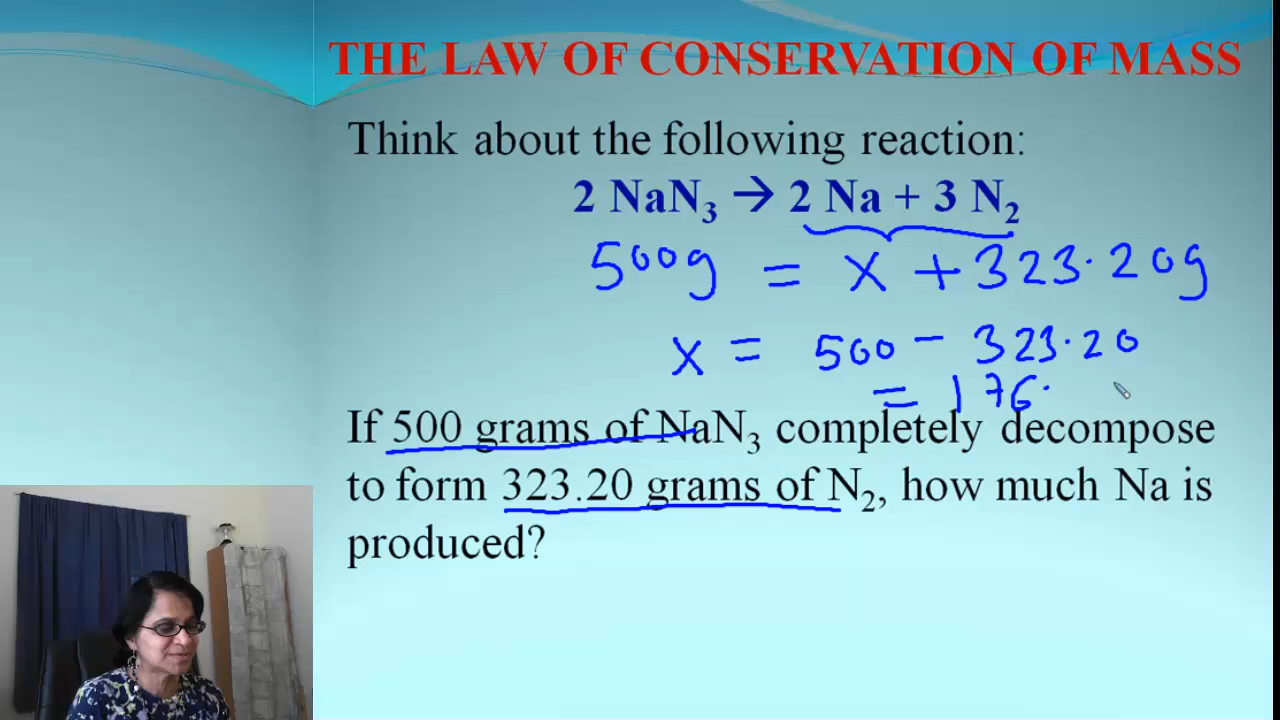 THE LAW OF CONSERVATION OF MASS
Think about the following reaction:
2 NaN₃ → 2 Na + 3 N₂
500g = x + 323.20g
x = 500 - 323.20
= 176.
If 500 grams of NaN₃ completely decompose
to form 323.20 grams of N₂, how much Na is
produced?